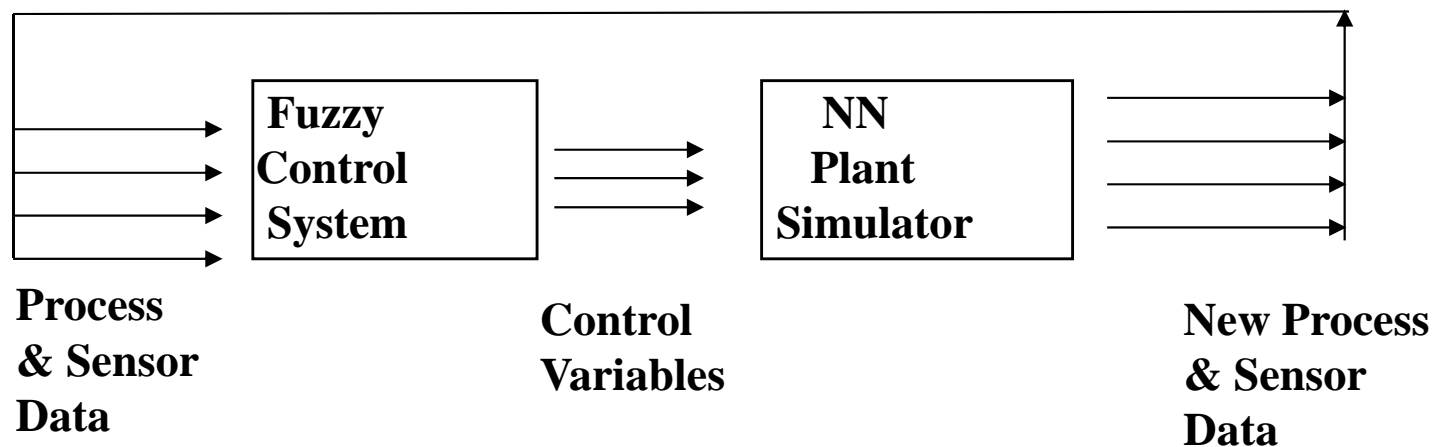 Fuzzy
Control
System
NN
Plant
Simulator
Process
& Sensor
Data
Control
Variables
New Process
& Sensor
Data